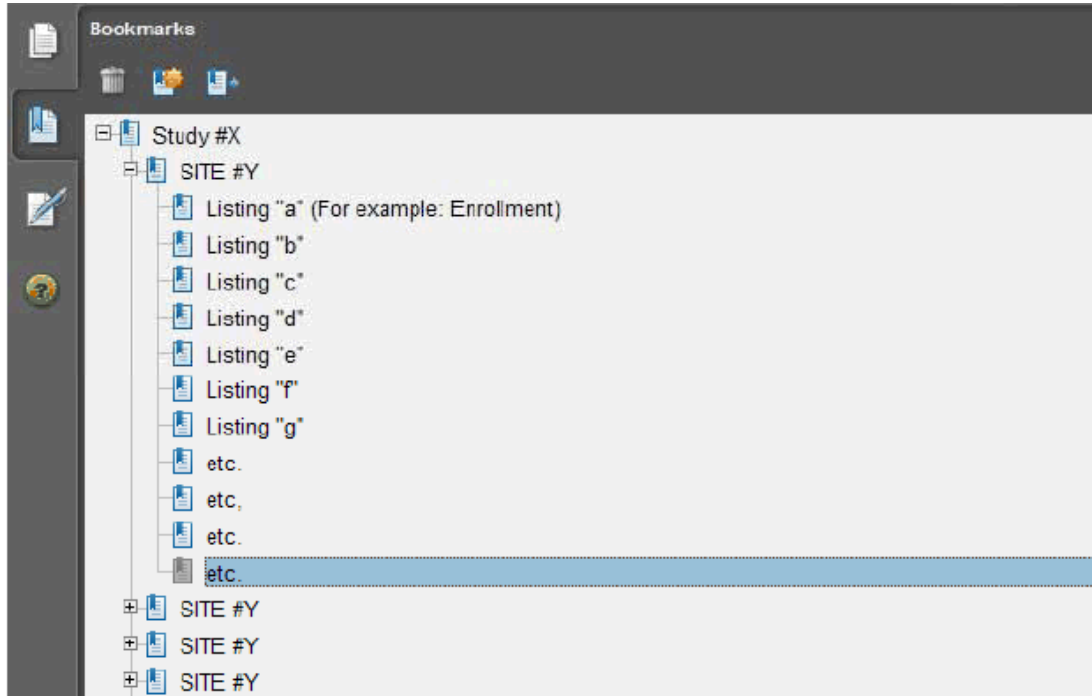 Bookmarks
Study #X
SITE #Y
Listing "a" (For example: Enrollment)
Listing "b"
Listing "c"
Listing "d"
Listing "e"
Listing "f"
Listing "g"
etc.
etc,
etc.
etc.
SITE #Y
SITE #Y
SITE #Y